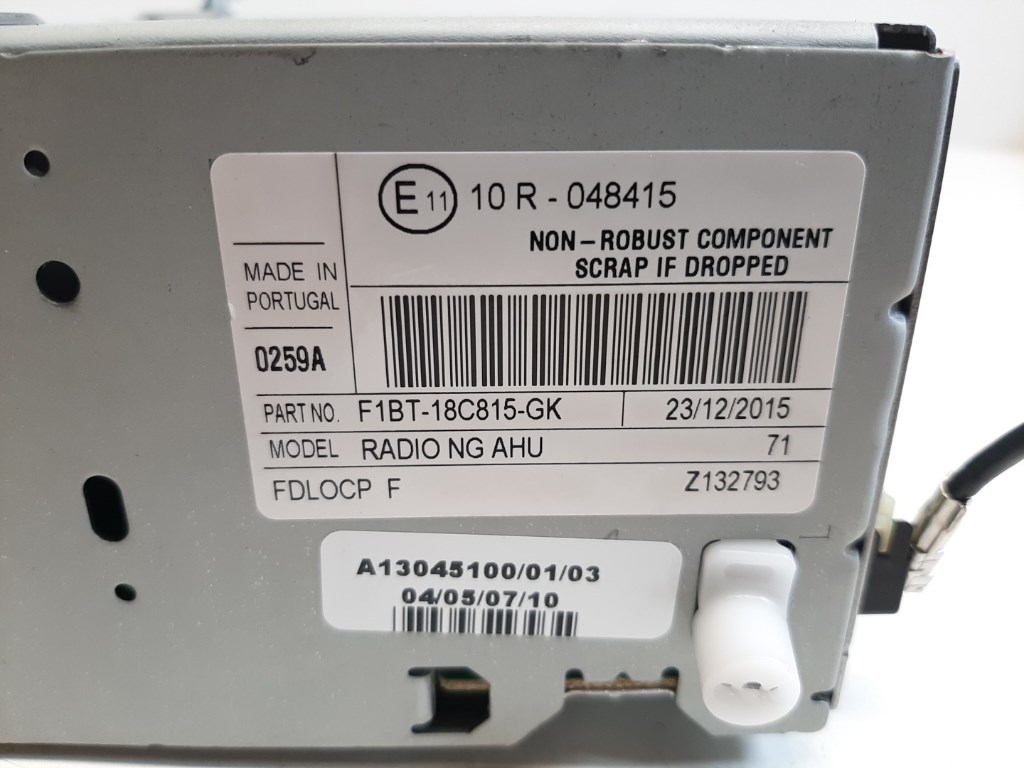 E 11 10 R - 048415
NON-ROBUST COMPONENT
SCRAP IF DROPPED
MADE IN
PORTUGAL
0259A
PART NO. F1BT-18C815-GK 23/12/2015
MODEL RADIO NG AHU 71
FDLOCP F Z132793
A13045100/01/03
04/05/07/10